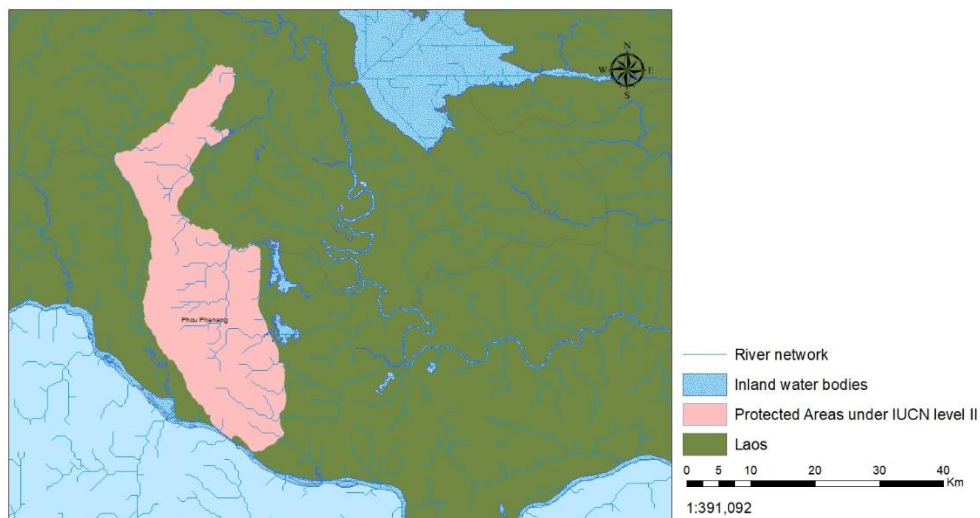 N
W E
S
Phou Phanang
River network
Inland water bodies
Protected Areas under IUCN level II
Laos
0 5 10 20 30 40
Km
1:391,092